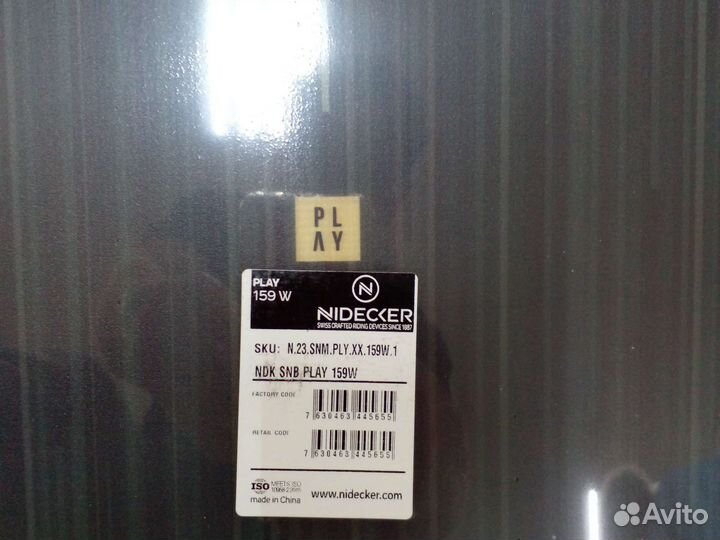 PL
AY
PLAY
159 W
N
NIDECKER
SWISS CRAFTED RIDING DEVICES SINCE 1887
SKU: N.23.SNM.PLY.XX.159W.1
NDK SNB PLAY 159W
FACTORY CODE
7 630463 445655
RETAIL CODE
7 630463 445655
ISO MEETS ISO
made in China
www.nidecker.com
Avito